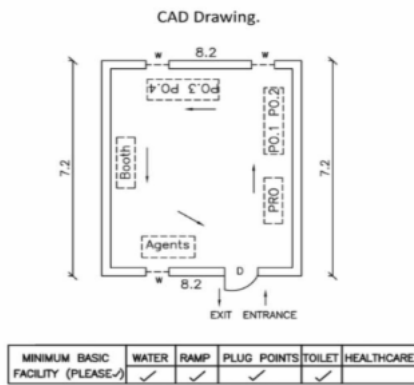 CAD Drawing.
8.2
W
W
PO.4 PO.3
PO.1 PO.2
7.2
7.2
Booth
PRO
Agents
D
W
8.2
EXIT ENTRANCE
MINIMUM BASIC FACILITY (PLEASE✓) WATER RAMP PLUG POINTS TOILET HEALTHCARE
✓ ✓ ✓ ✓